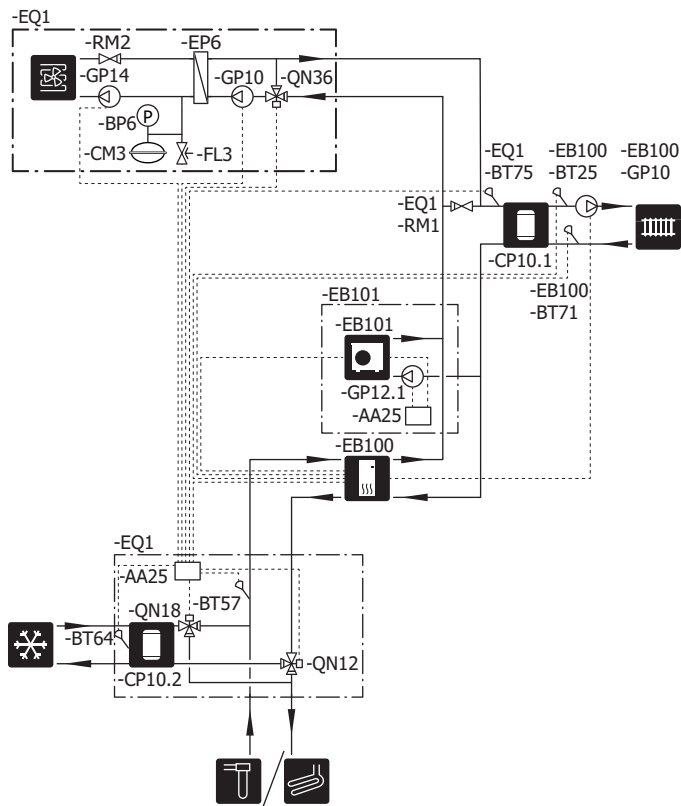 -EQ1
-RM2
-EP6
-GP14
-GP10
-QN36
-BP6
P
-CM3
-FL3
-EQ1
-BT75
-EB100
-BT25
-EB100
-GP10
-EQ1
-RM1
-CP10.1
-EB100
-BT71
-EB101
-EB101
-GP12.1
-AA25
-EB100
-EQ1
-AA25
-QN18
-BT57
-BT64
-QN12
-CP10.2